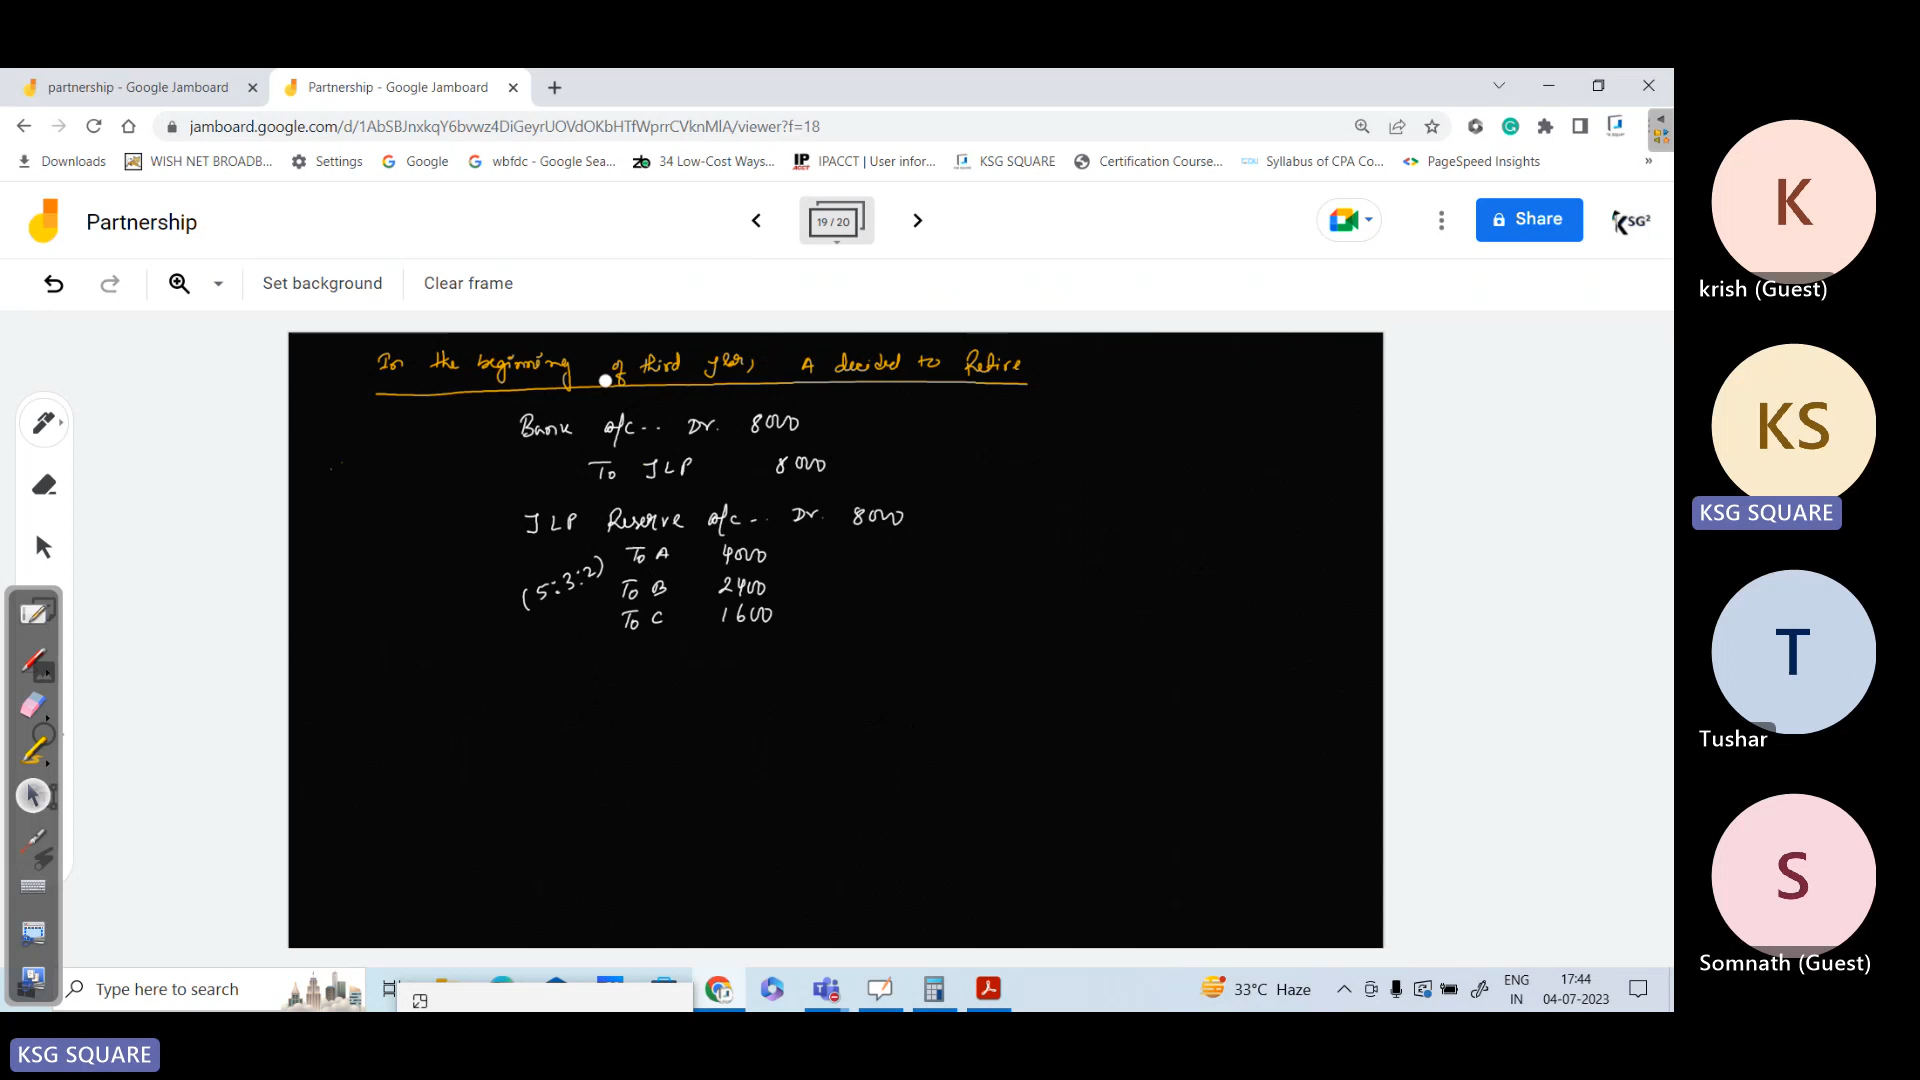 partnership - Google Jamboard
Partnership - Google Jamboard
jamboard.google.com/d/1AbSBJnxkqY6bvwz4DiGeyrUOVdOKbHTfWprrCVknMlA/viewer?f=18
Downloads
WISH NET BROADB...
Settings
Google
wbfdc - Google Sea...
34 Low-Cost Ways...
IPACCT | User infor...
KSG SQUARE
Certification Course...
Syllabus of CPA Co...
PageSpeed Insights
Partnership
19 / 20
Share
KSG²
Set background
Clear frame
In the beginning of third year, A decided to Retire
Bank a/c.. Dr. 8000
To JLP 8000
JLP Reserve a/c.. Dr. 8000
To A 4000
(5:3:2) To B 2400
To C 1600
Type here to search
33°C Haze
ENG
IN
17:44
04-07-2023
K
krish (Guest)
KS
KSG SQUARE
T
Tushar
S
Somnath (Guest)
KSG SQUARE